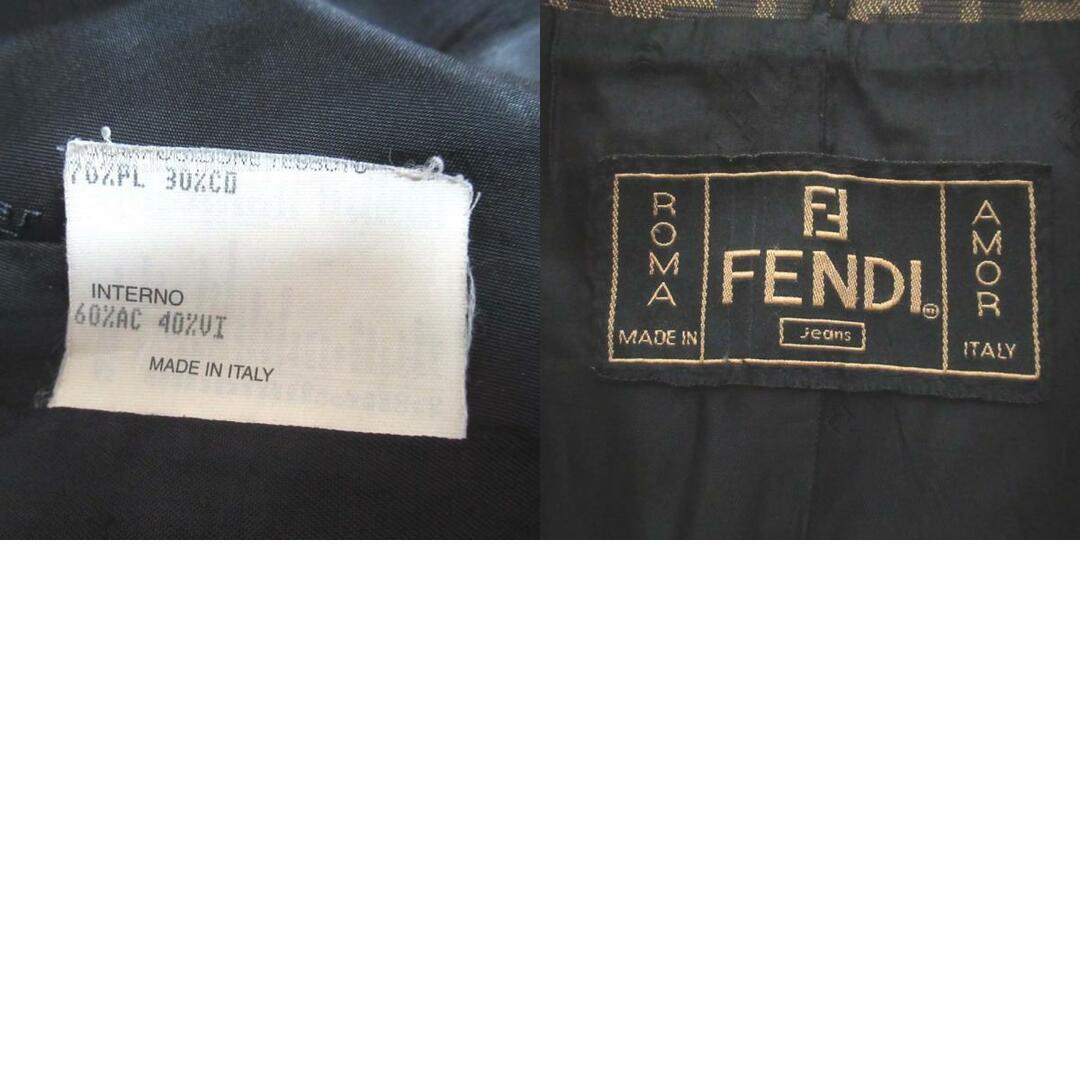 70%PL 30%CO
INTERNO
60%AC 40%VI
MADE IN ITALY
ROMA
MADE IN
FF
FENDI®
Jeans
AMOR
ITALY